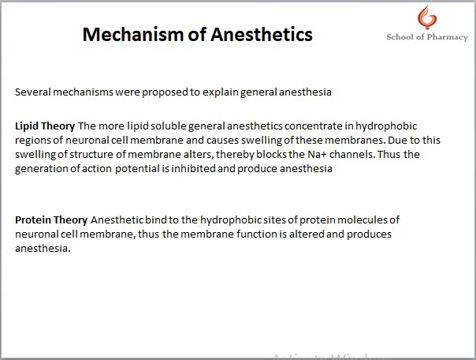 Mechanism of Anesthetics
School of Pharmacy
Several mechanisms were proposed to explain general anesthesia
Lipid Theory The more lipid soluble general anesthetics concentrate in hydrophobic
regions of neuronal cell membrane and causes swelling of these membranes. Due to this
swelling of structure of membrane alters, thereby blocks the Na+ channels. Thus the
generation of action potential is inhibited and produce anesthesia
Protein Theory Anesthetic bind to the hydrophobic sites of protein molecules of
neuronal cell membrane, thus the membrane function is altered and produces
anesthesia.